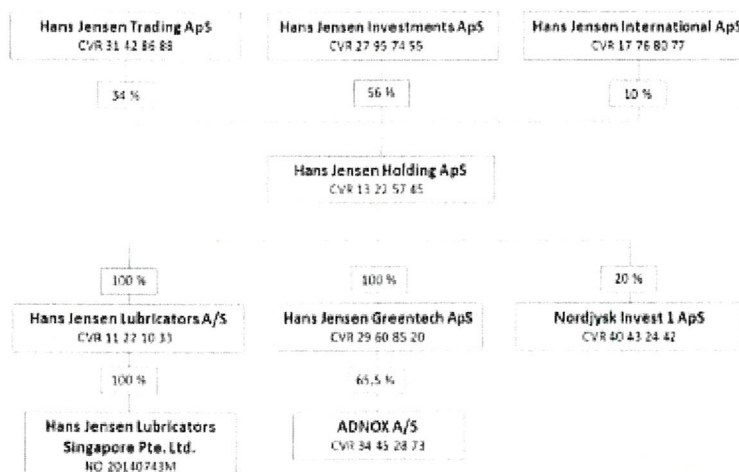 Hans Jensen Trading ApS
CVR 31 42 86 88
Hans Jensen Investments ApS
CVR 27 95 74 55
Hans Jensen International ApS
CVR 17 76 80 77
34 %
56 %
10 %
Hans Jensen Holding ApS
CVR 13 22 57 45
100 %
100 %
20 %
Hans Jensen Lubricators A/S
CVR 11 27 10 33
Hans Jensen Greentech ApS
CVR 29 60 85 20
Nordjysk Invest 1 ApS
CVR 40 43 24 42
100 %
65,5 %
Hans Jensen Lubricators
Singapore Pte. Ltd.
NO 20140743M
ADNOX A/S
CVR 34 45 28 73